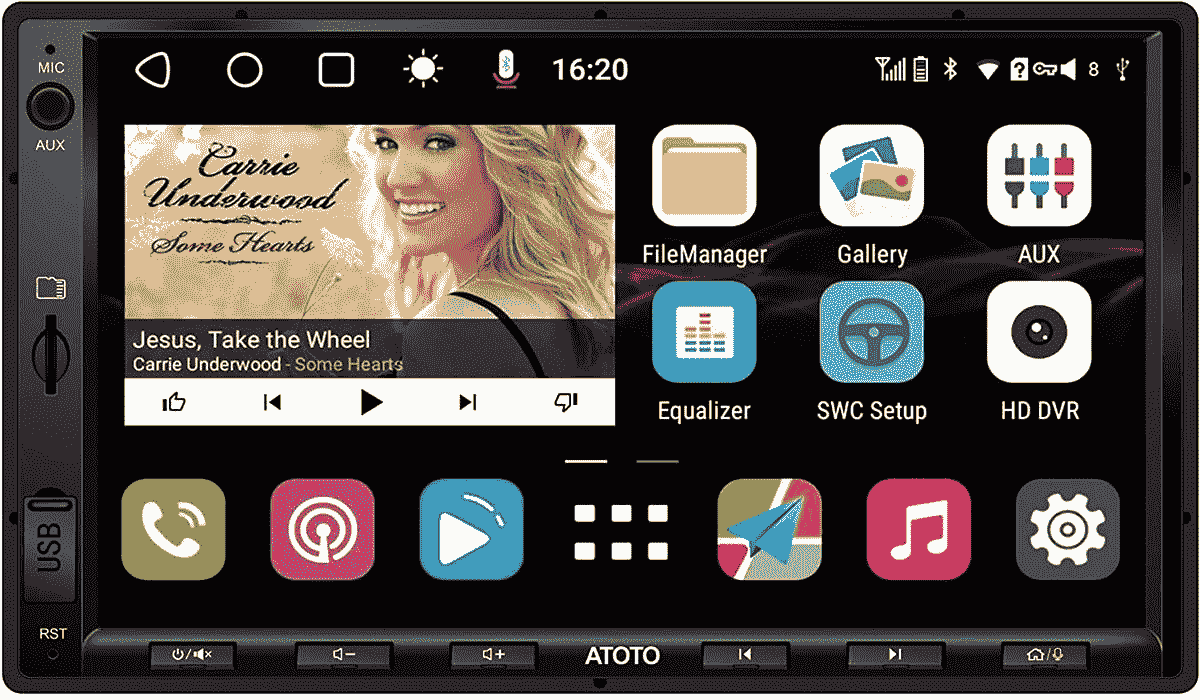 MIC
AUX
USB
RST
16:20
8
Carrie
Underwood
Some Hearts
Jesus, Take the Wheel
Carrie Underwood - Some Hearts
FileManager
Gallery
AUX
Equalizer
SWC Setup
HD DVR
ATOTO